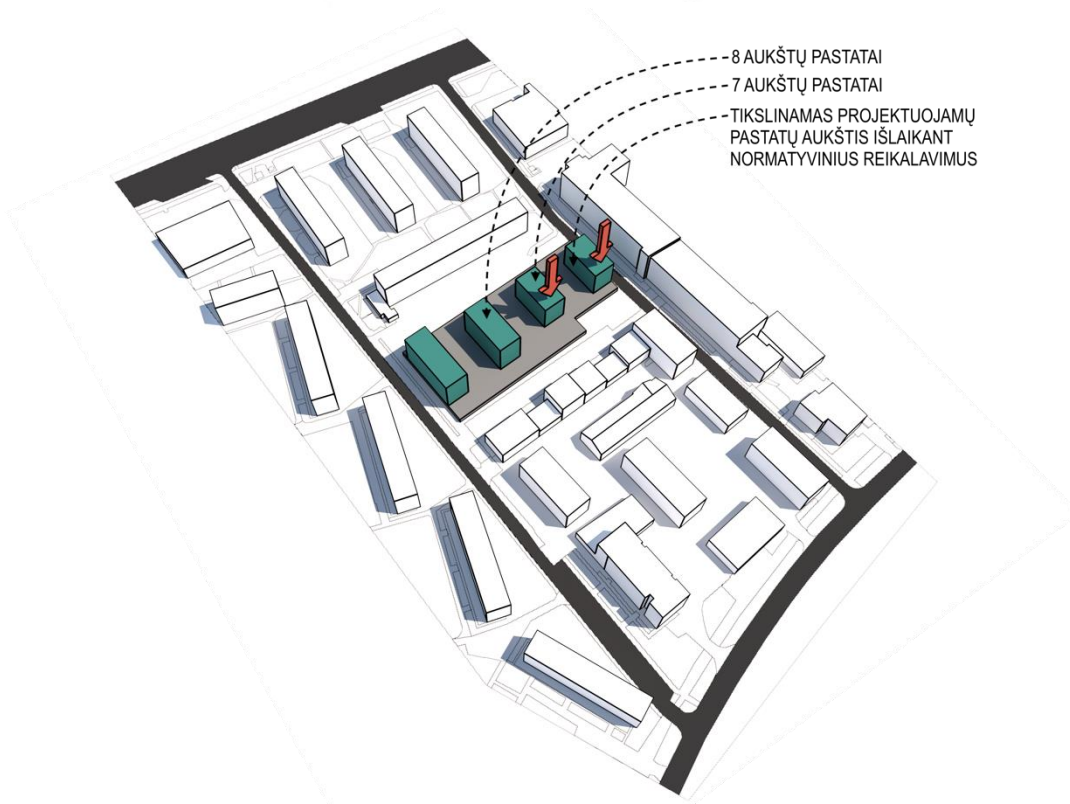 8 AUKŠTŲ PASTATAI
7 AUKŠTŲ PASTATAI
TIKSLINAMAS PROJEKTUOJAMŲ
PASTATŲ AUKŠTIS IŠLAIKANT
NORMATYVINIUS REIKALAVIMUS